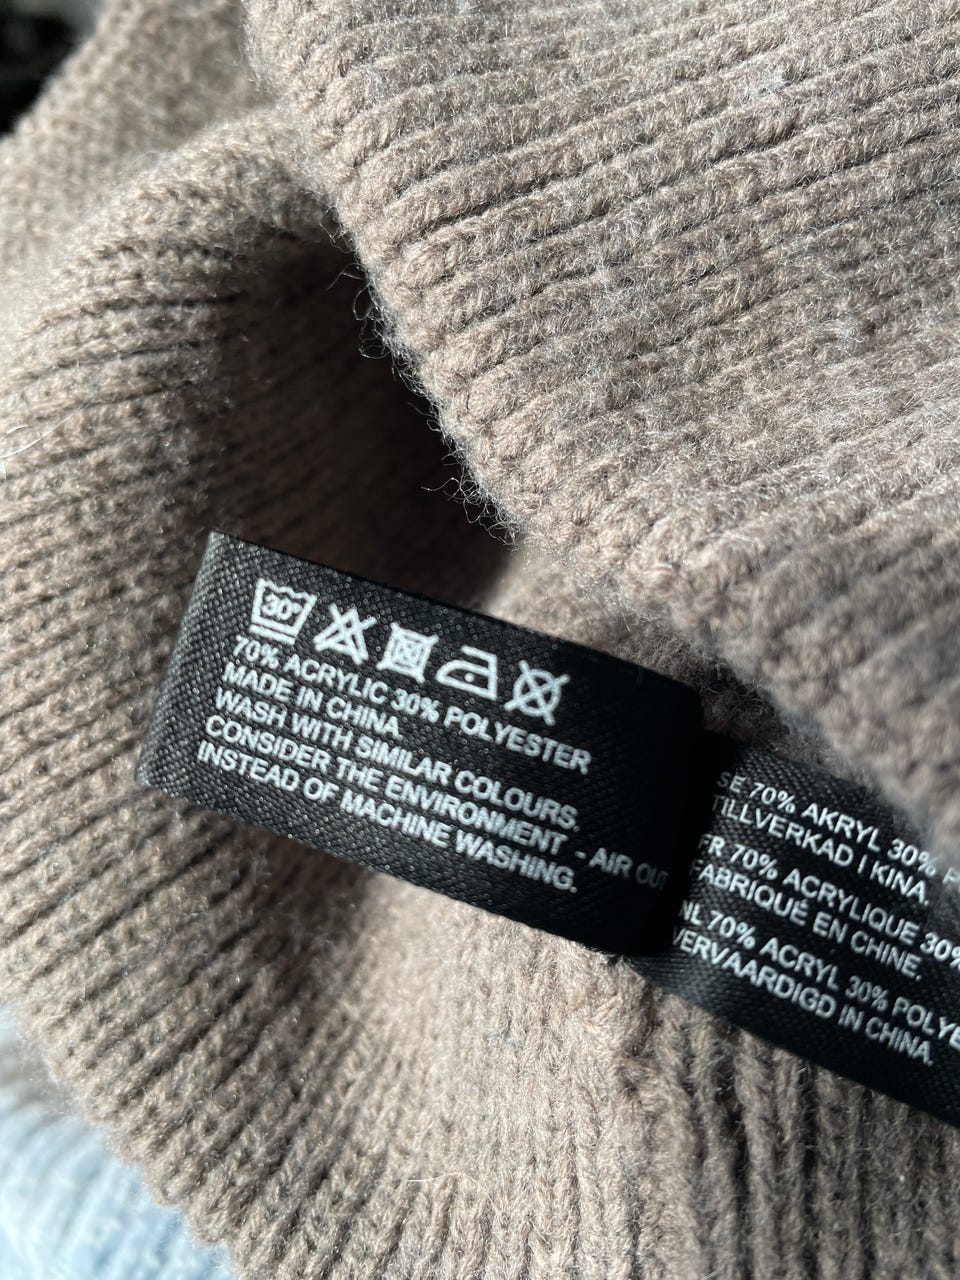 30°
70% ACRYLIC 30% POLYESTER
MADE IN CHINA.
WASH WITH SIMILAR COLOURS.
CONSIDER THE ENVIRONMENT - AIR OUT
INSTEAD OF MACHINE WASHING.
SE 70% AKRYL 30%
TILLVERKAD I KINA.
FR 70% ACRYLIQUE 30%
FABRIQUÉ EN CHINE.
NL 70% ACRYL 30% POLYE
VERVAARDIGD IN CHINA.